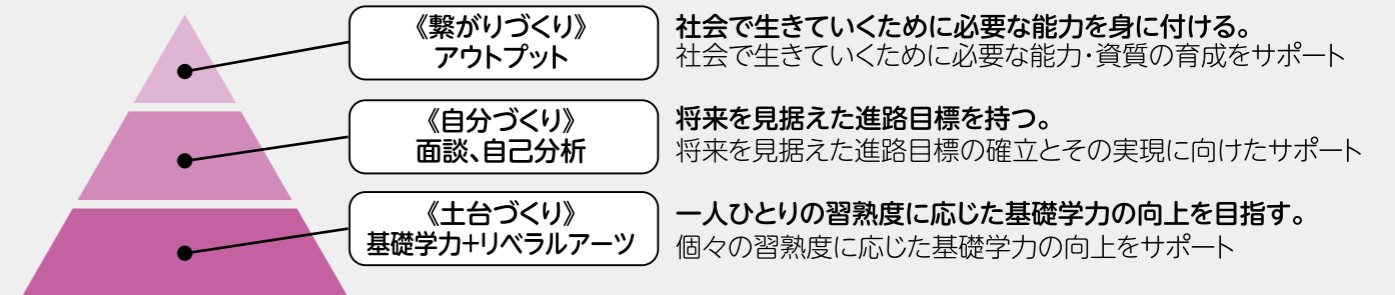 《繋がりづくり》
アウトプット
社会で生きていくために必要な能力を身に付ける。
社会で生きていくために必要な能力・資質の育成をサポート
《自分づくり》
面談、自己分析
将来を見据えた進路目標を持つ。
将来を見据えた進路目標の確立とその実現に向けたサポート
《土台づくり》
基礎学力+リベラルアーツ
一人ひとりの習熟度に応じた基礎学力の向上を目指す。
個々の習熟度に応じた基礎学力の向上をサポート